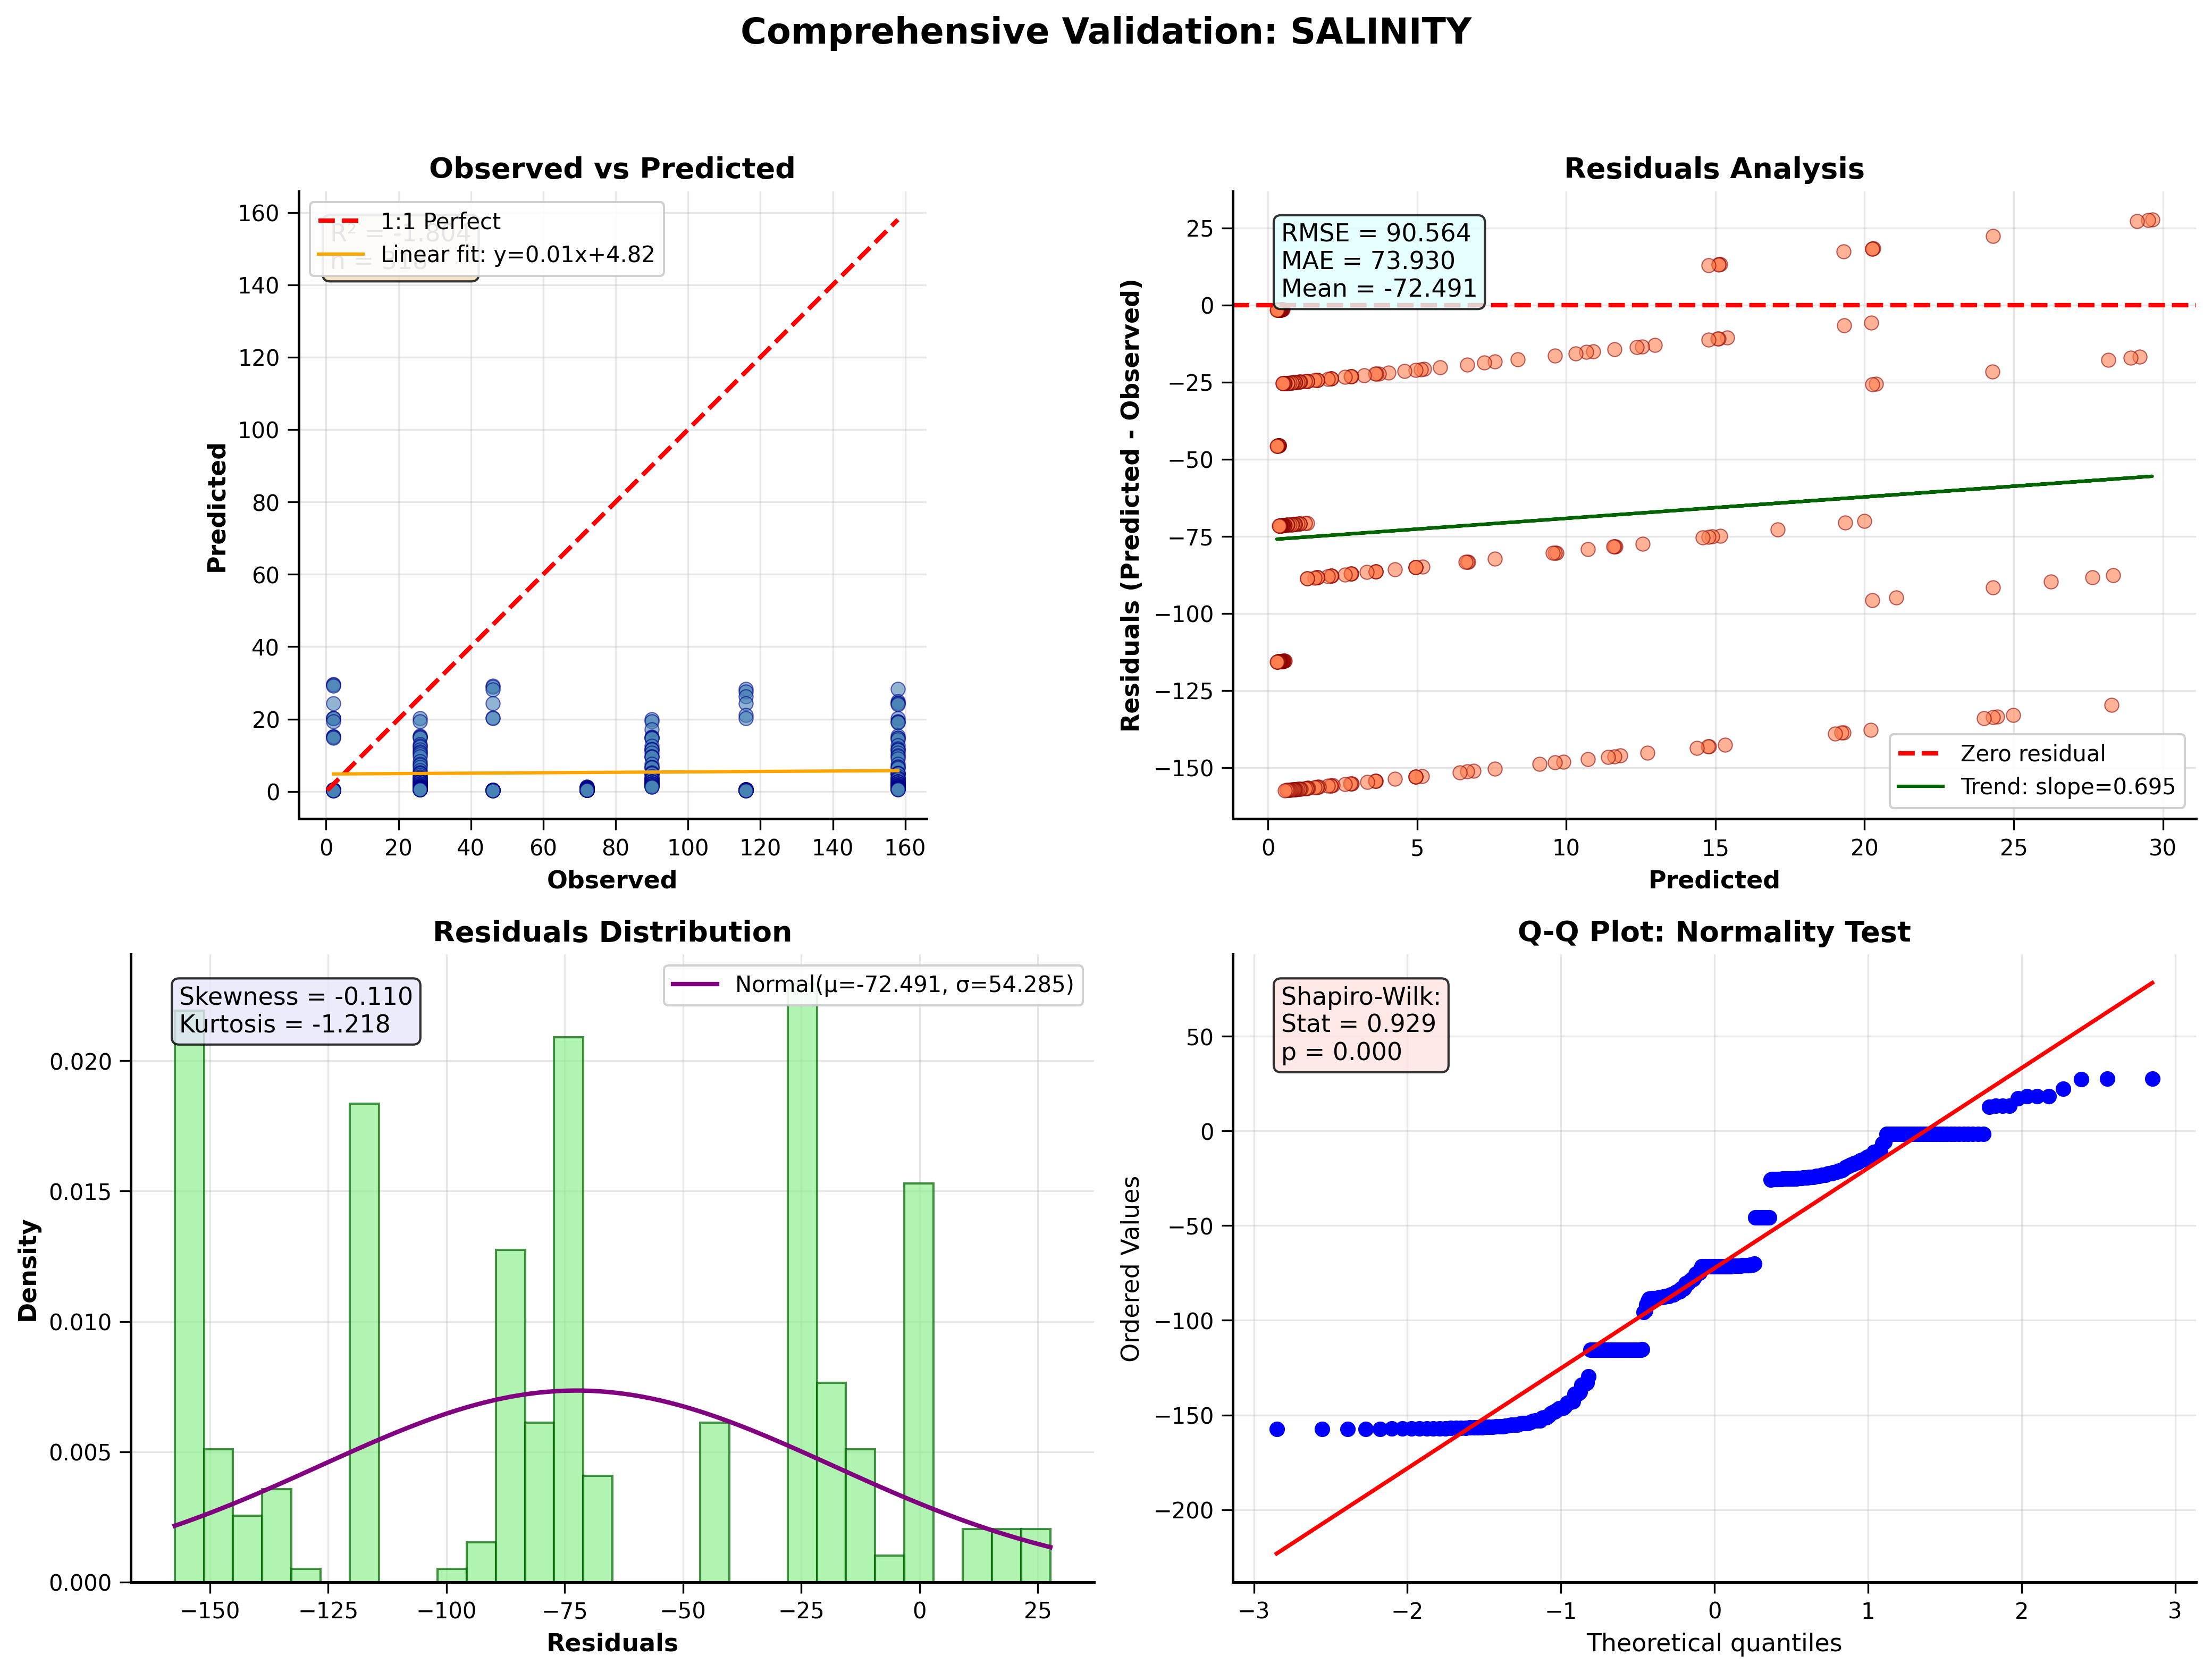 Comprehensive Validation: SALINITY
Observed vs Predicted
R² = -1.804
1:1 Perfect
Linear fit: y=0.01x+4.82
160
140
120
100
80
60
40
20
0
Predicted
0 20 40 60 80 100 120 140 160
Observed
Residuals Analysis
RMSE = 90.564
MAE = 73.930
Mean = -72.491
25
0
−25
−50
−75
−100
−125
−150
Residuals (Predicted - Observed)
Zero residual
Trend: slope=0.695
0 5 10 15 20 25 30
Predicted
Residuals Distribution
Skewness = -0.110
Kurtosis = -1.218
Normal(μ=-72.491, σ=54.285)
0.020
0.015
0.010
0.005
0.000
Density
−150 −125 −100 −75 −50 −25 0 25
Residuals
Q-Q Plot: Normality Test
Shapiro-Wilk:
Stat = 0.929
p = 0.000
50
0
−50
−100
−150
−200
Ordered Values
−3 −2 −1 0 1 2 3
Theoretical quantiles